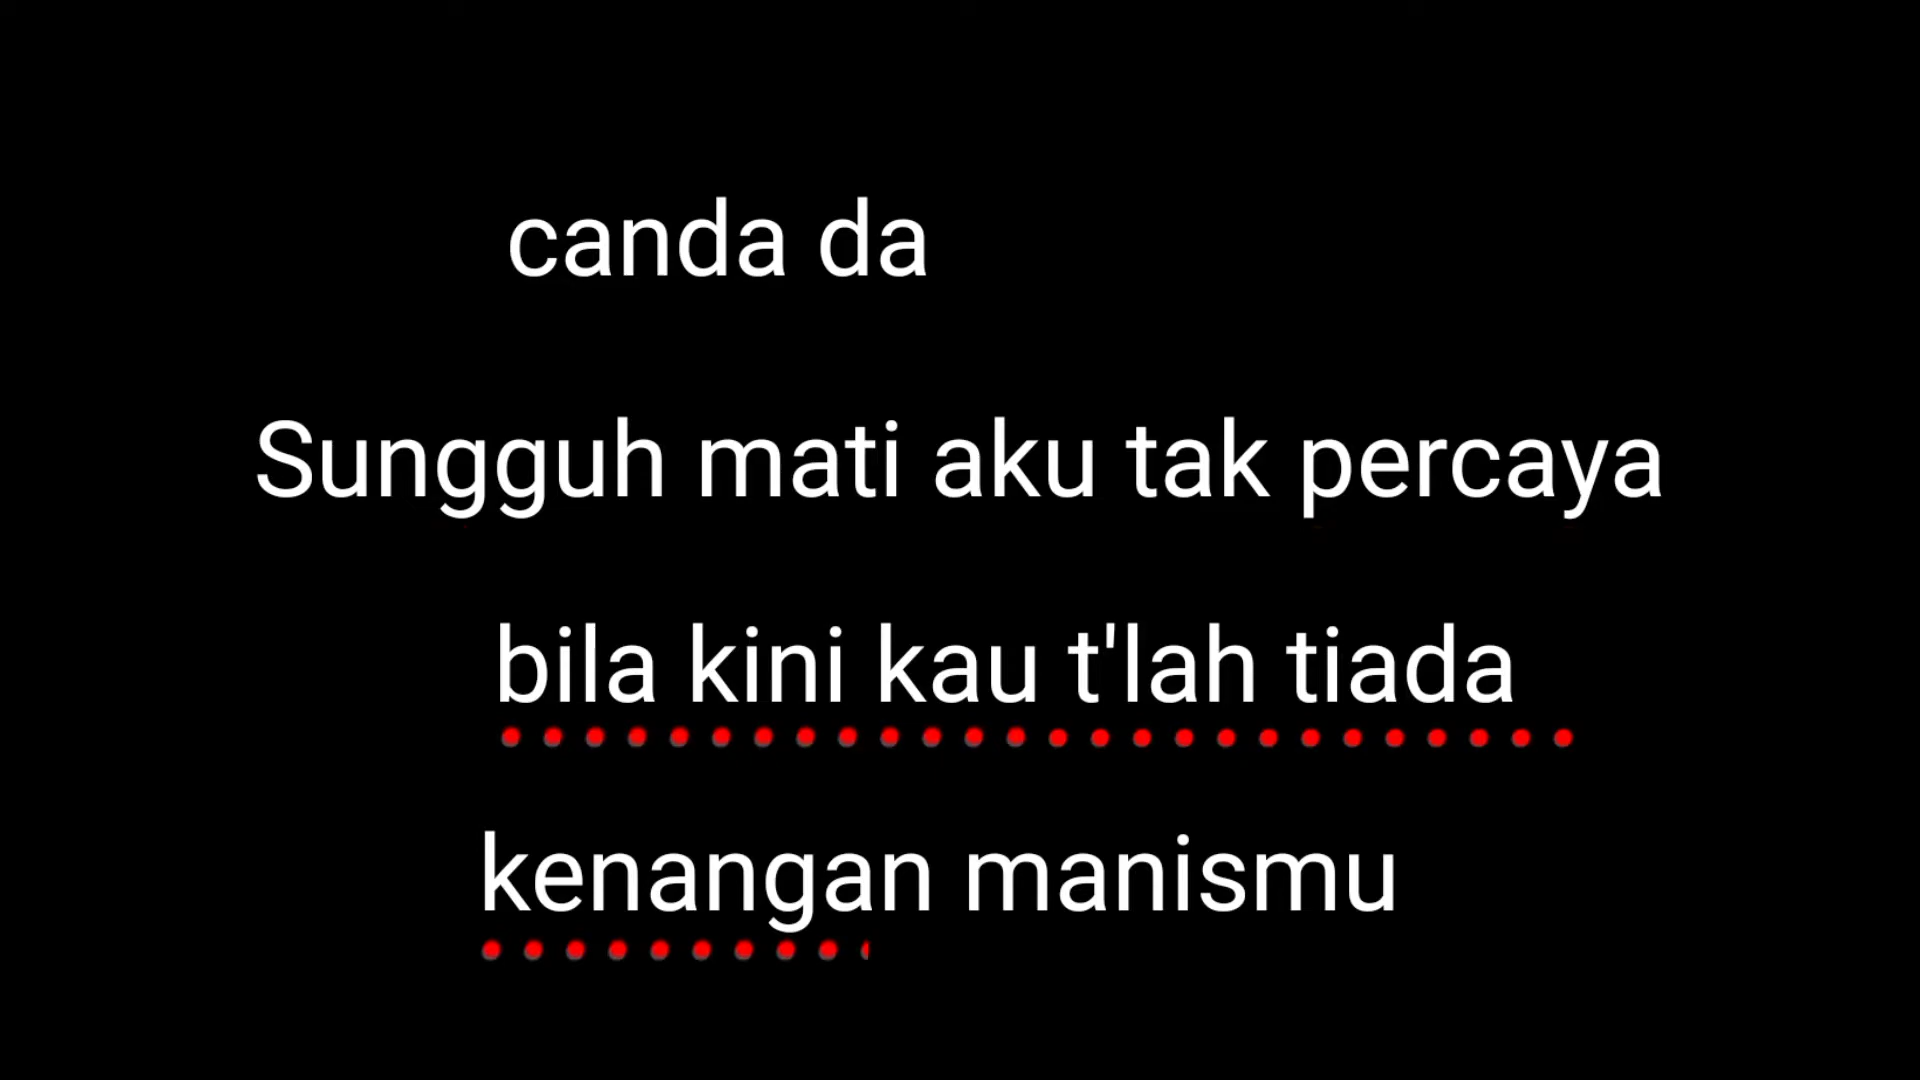 canda da
Sungguh mati aku tak percaya
bila kini kau t'lah tiada
kenangan manismu